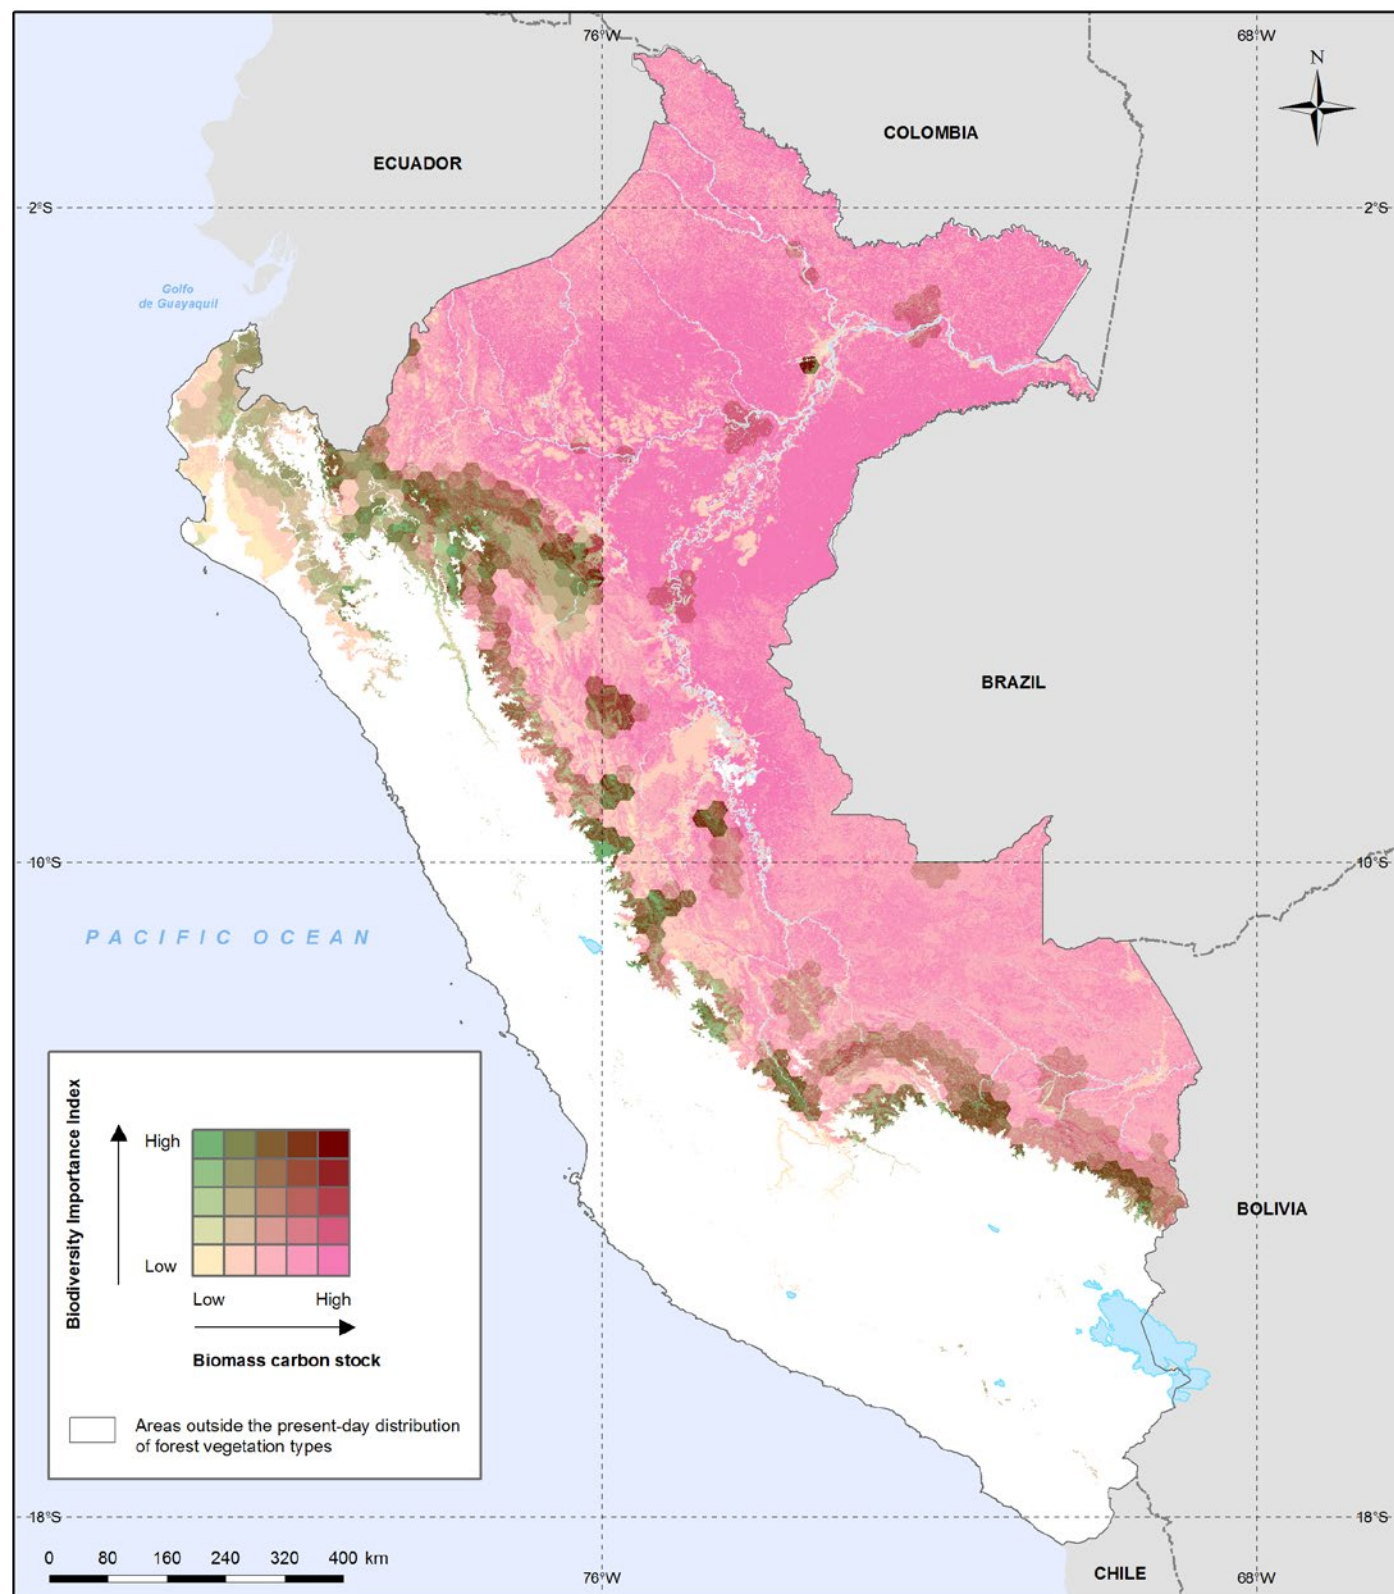 76°W
68°W
N
COLOMBIA
ECUADOR
2°S
2°S
Golfo
de Guayaquil
BRAZIL
10°S
10°S
PACIFIC OCEAN
Biodiversity Importance Index
High
Low
Low
High
Biomass carbon stock
Areas outside the present-day distribution
of forest vegetation types
BOLIVIA
18°S
18°S
0 80 160 240 320 400 km
76°W
68°W
CHILE